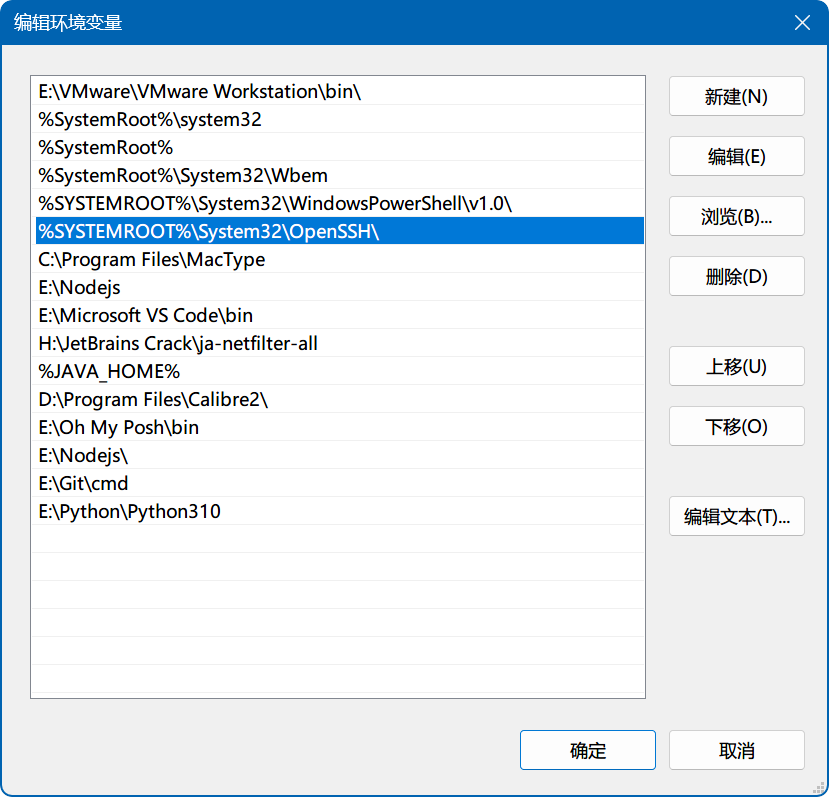 编辑环境变量
E:\VMware\VMware Workstation\bin\
%SystemRoot%\system32
%SystemRoot%
%SystemRoot%\System32\Wbem
%SYSTEMROOT%\System32\WindowsPowerShell\v1.0\
%SYSTEMROOT%\System32\OpenSSH\
C:\Program Files\MacType
E:\Nodejs
E:\Microsoft VS Code\bin
H:\JetBrains Crack\ja-netfilter-all
%JAVA_HOME%
D:\Program Files\Calibre2\
E:\Oh My Posh\bin
E:\Nodejs\
E:\Git\cmd
E:\Python\Python310
新建(N)
编辑(E)
浏览(B)...
删除(D)
上移(U)
下移(O)
编辑文本(T)...
确定
取消